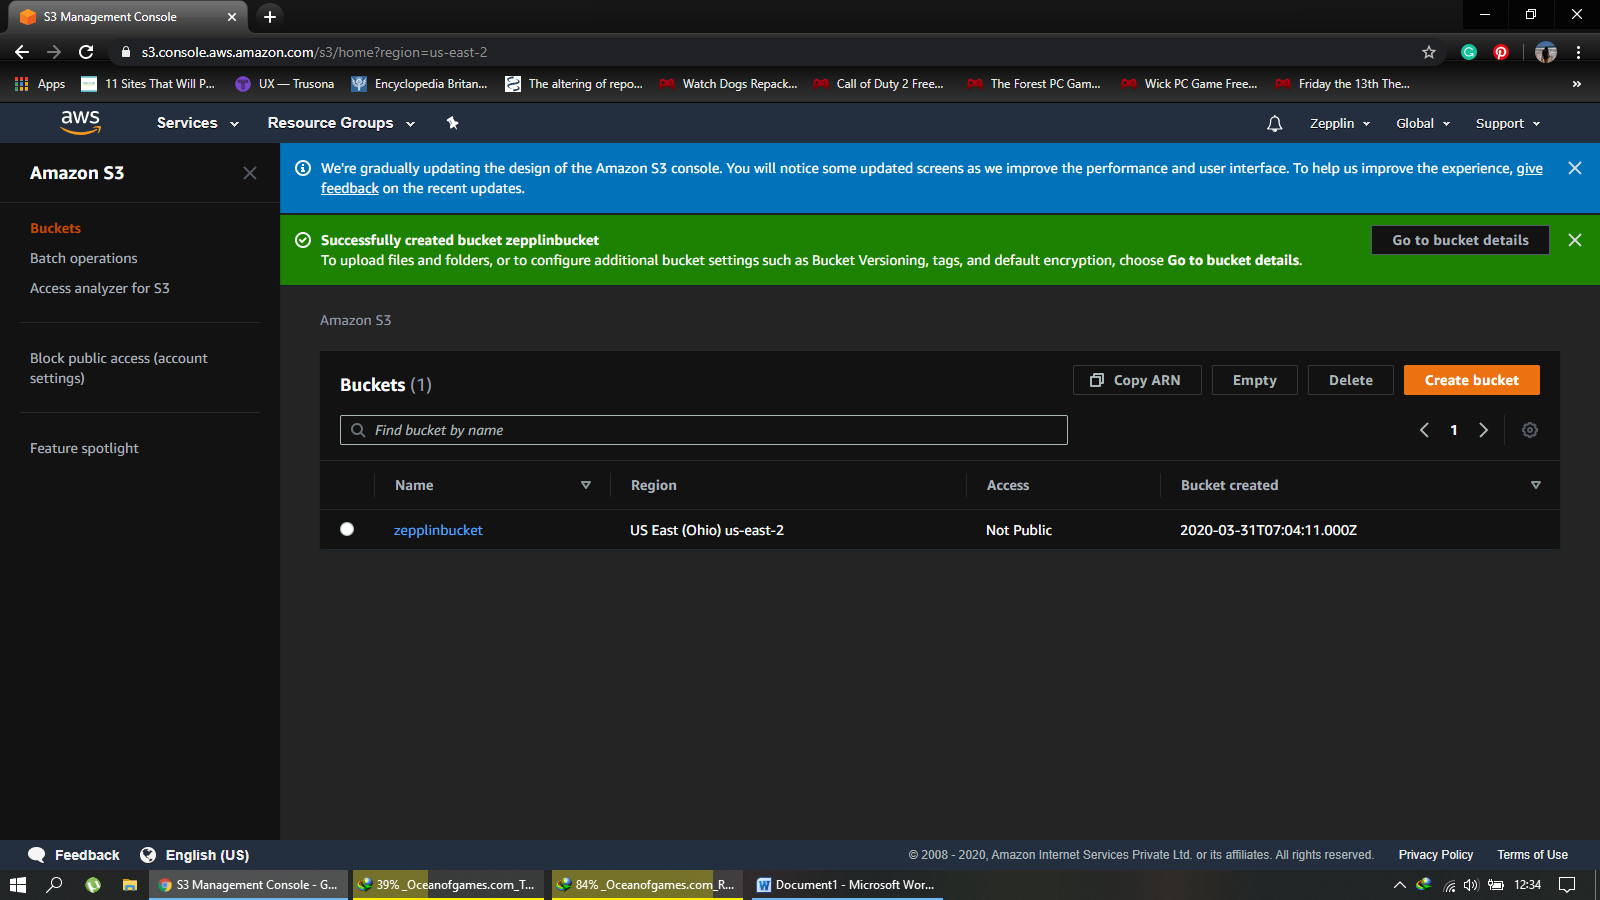 S3 Management Console
s3.console.aws.amazon.com/s3/home?region=us-east-2
Apps
11 Sites That Will P...
UX — Trusona
Encyclopedia Britan...
The altering of repo...
Watch Dogs Repack...
Call of Duty 2 Free...
The Forest PC Gam...
Wick PC Game Free...
Friday the 13th The...
»
aws
Services
Resource Groups
Zepplin
Global
Support
Amazon S3
Buckets
Batch operations
Access analyzer for S3
Block public access (account
settings)
Feature spotlight
We're gradually updating the design of the Amazon S3 console. You will notice some updated screens as we improve the performance and user interface. To help us improve the experience, give
feedback on the recent updates.
Successfully created bucket zepplinbucket
To upload files and folders, or to configure additional bucket settings such as Bucket Versioning, tags, and default encryption, choose Go to bucket details.
Go to bucket details
Amazon S3
Buckets (1)
Copy ARN
Empty
Delete
Create bucket
Find bucket by name
1
Name
Region
Access
Bucket created
zepplinbucket
US East (Ohio) us-east-2
Not Public
2020-03-31T07:04:11.000Z
Feedback
English (US)
© 2008 - 2020, Amazon Internet Services Private Ltd. or its affiliates. All rights reserved.
Privacy Policy
Terms of Use
S3 Management Console - G...
39% _Oceanofgames.com_T...
84% _Oceanofgames.com_R...
Document1 - Microsoft Wor...
12:34